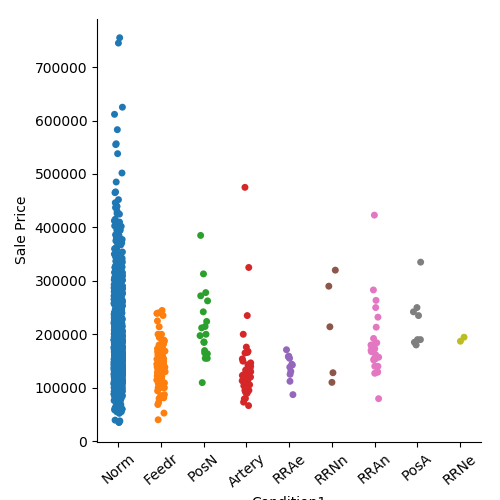 700000
600000
500000
400000
300000
200000
100000
0
Sale Price
Norm
Feedr
PosN
Artery
RRAe
RRNn
RRAn
PosA
RRNe
Condition1